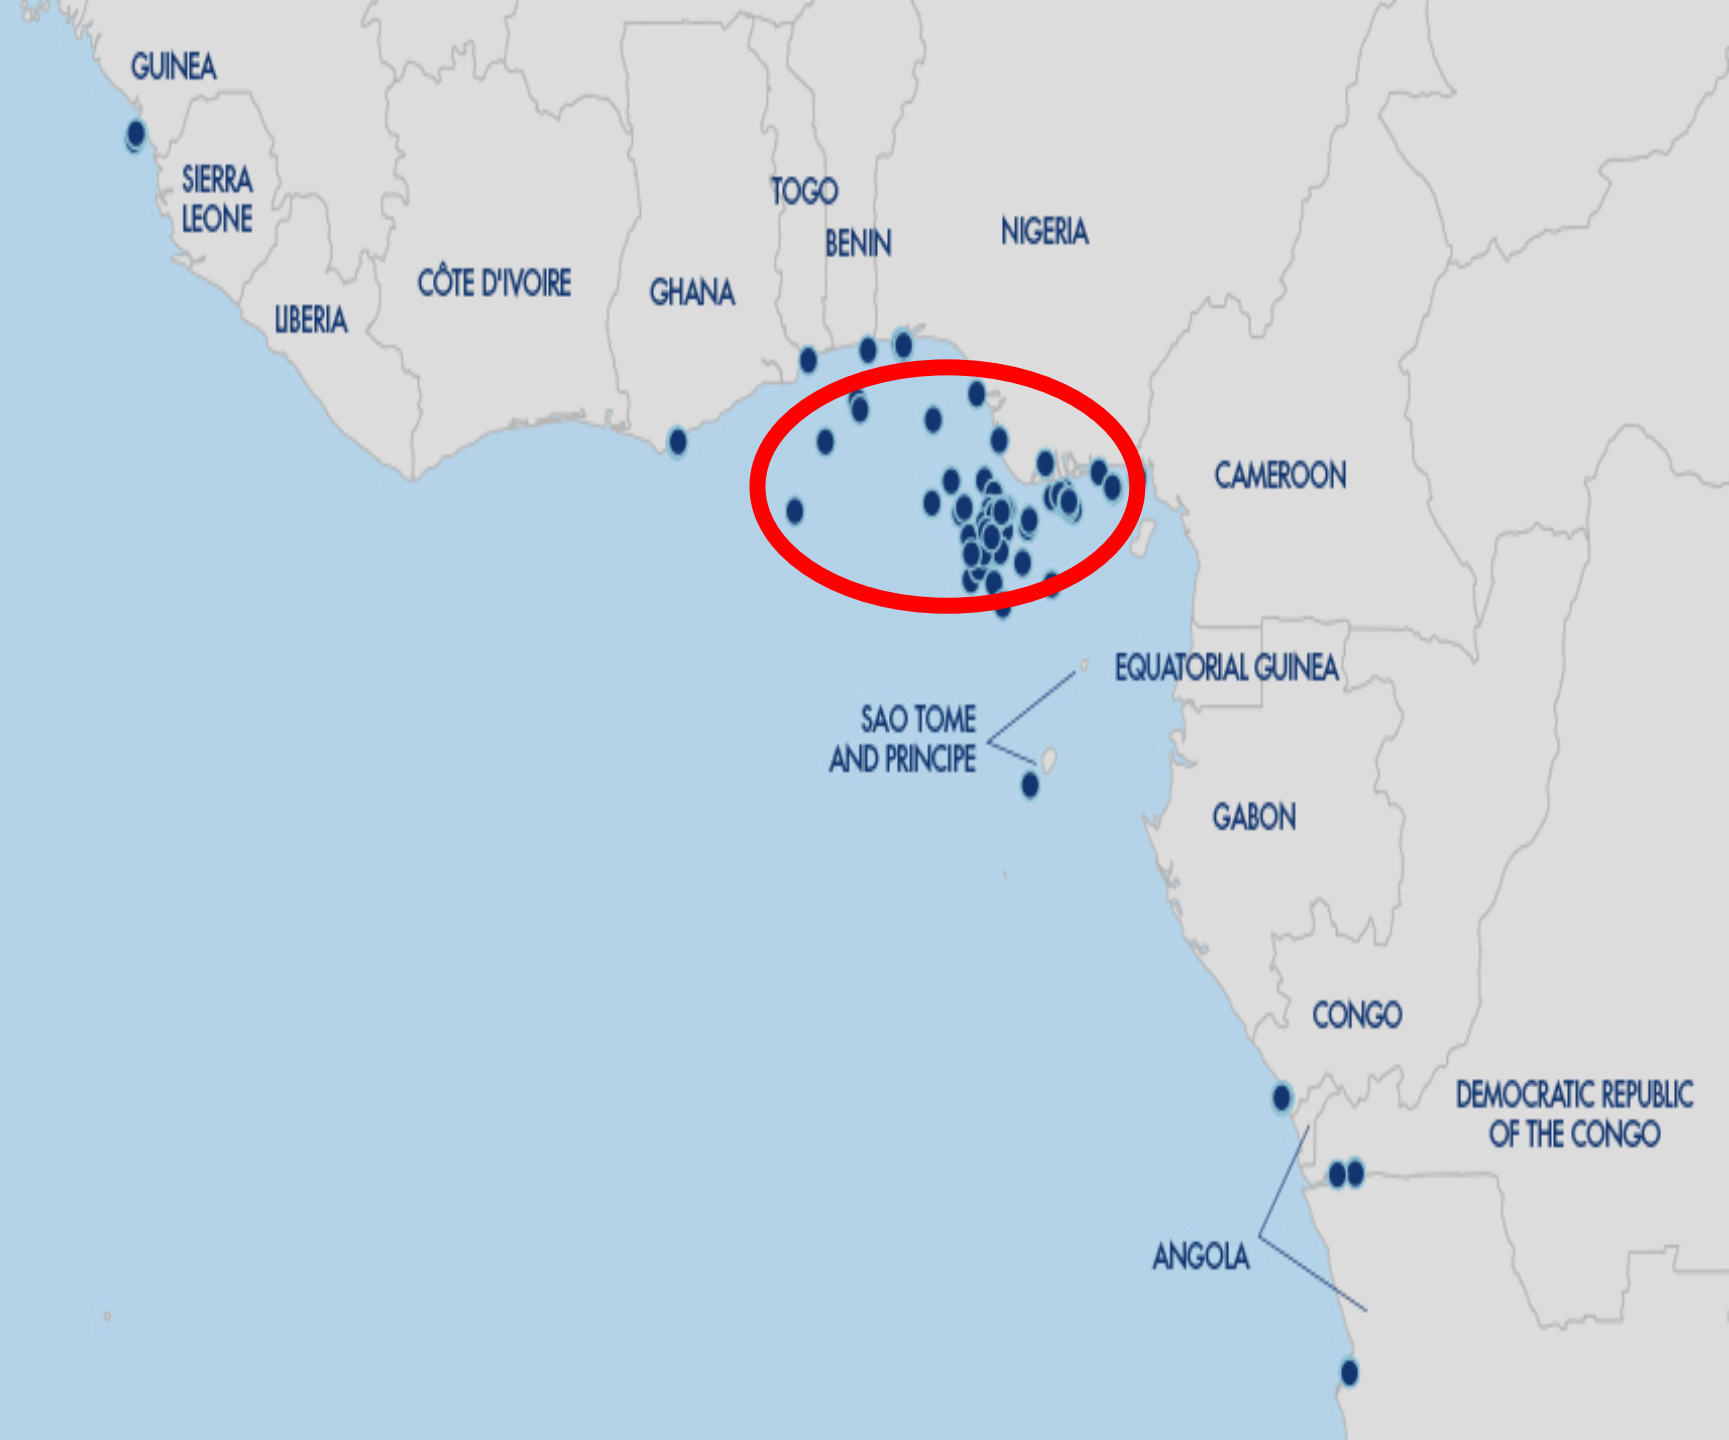 GUINEA
SIERRA
LEONE
LIBERIA
CÔTE D'IVOIRE
GHANA
TOGO
BENIN
NIGERIA
CAMEROON
EQUATORIAL GUINEA
SAO TOME
AND PRINCIPE
GABON
CONGO
DEMOCRATIC REPUBLIC
OF THE CONGO
ANGOLA